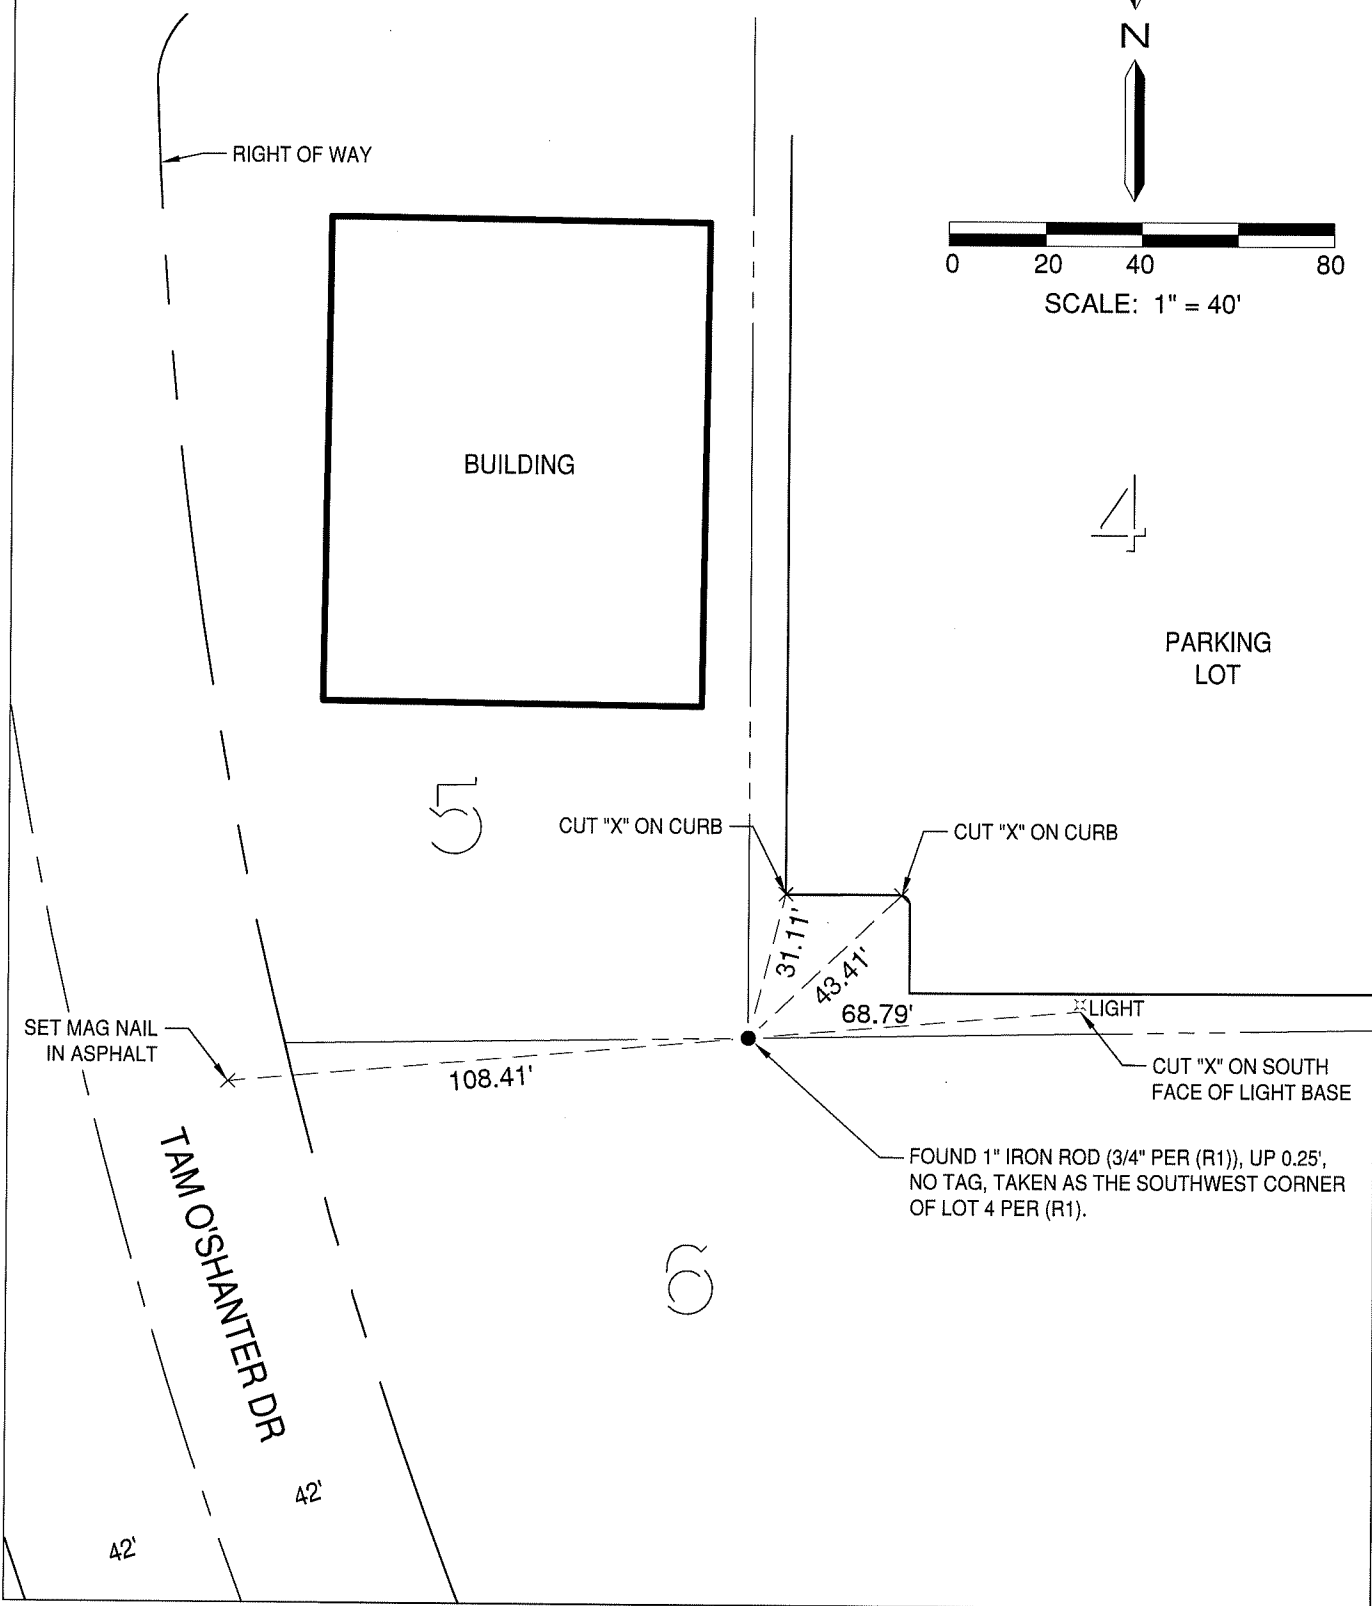 N
RIGHT OF WAY
0 20 40 80
SCALE: 1" = 40'
BUILDING
4
PARKING
LOT
5
CUT "X" ON CURB
CUT "X" ON CURB
31.11'
43.41'
68.79'
LIGHT
SET MAG NAIL
IN ASPHALT
108.41'
CUT "X" ON SOUTH
FACE OF LIGHT BASE
FOUND 1" IRON ROD (3/4" PER (R1)), UP 0.25',
NO TAG, TAKEN AS THE SOUTHWEST CORNER
OF LOT 4 PER (R1).
TAM O'SHANTER DR
6
42'
42'